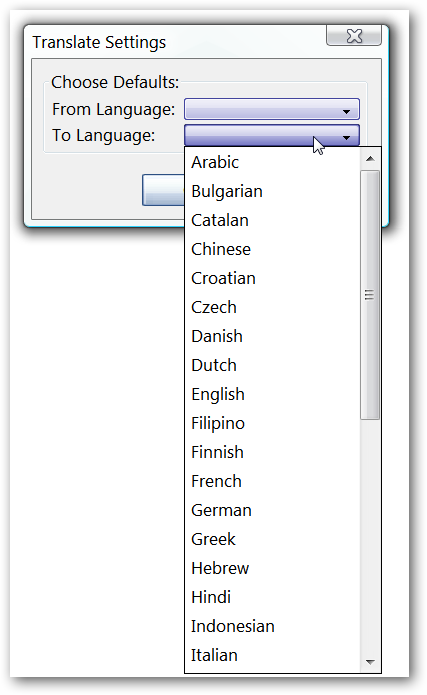 Translate Settings
Choose Defaults:
From Language:
To Language:
Arabic
Bulgarian
Catalan
Chinese
Croatian
Czech
Danish
Dutch
English
Filipino
Finnish
French
German
Greek
Hebrew
Hindi
Indonesian
Italian